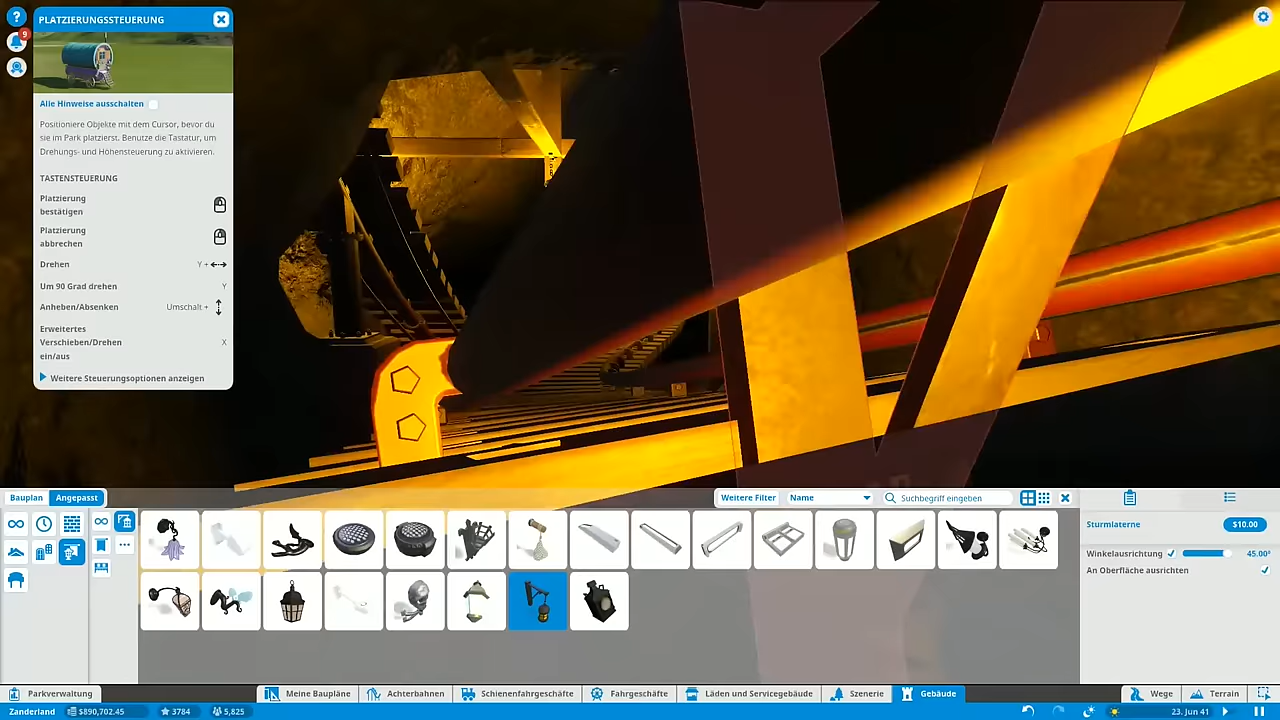 ?
PLATZIERUNGSSTEUERUNG
9
Alle Hinweise ausschalten
Positioniere Objekte mit dem Cursor, bevor du
sie im Park platzierst. Benutze die Tastatur, um
Drehungs- und Höhensteuerung zu aktivieren.
TASTENSTEUERUNG
Platzierung
bestätigen
Platzierung
abbrechen
Drehen Y +
Um 90 Grad drehen Y
Anheben/Absenken Umschalt +
Erweitertes
Verschieben/Drehen X
ein/aus
Weitere Steuerungsoptionen anzeigen
Bauplan Angepasst Weitere Filter Name Suchbegriff eingeben
Sturmlaterne $10.00
Winkelausrichtung 45.00°
An Oberfläche ausrichten
Parkverwaltung Meine Baupläne Achterbahnen Schienenfahrgeschäfte Fahrgeschäfte Läden und Servicegebäude Szenerie Gebäude Wege Terrain
Zanderland $890,702.45 3784 5,825 23. Jun 41